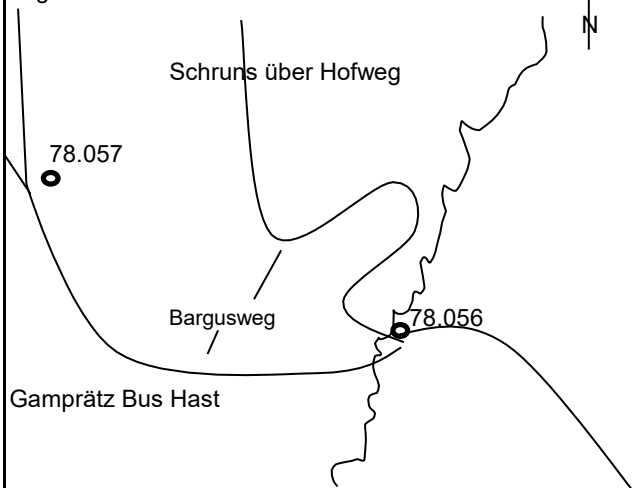 N
Schruns über Hofweg
78.057
Bargusweg
78.056
Gamprätz Bus Hast